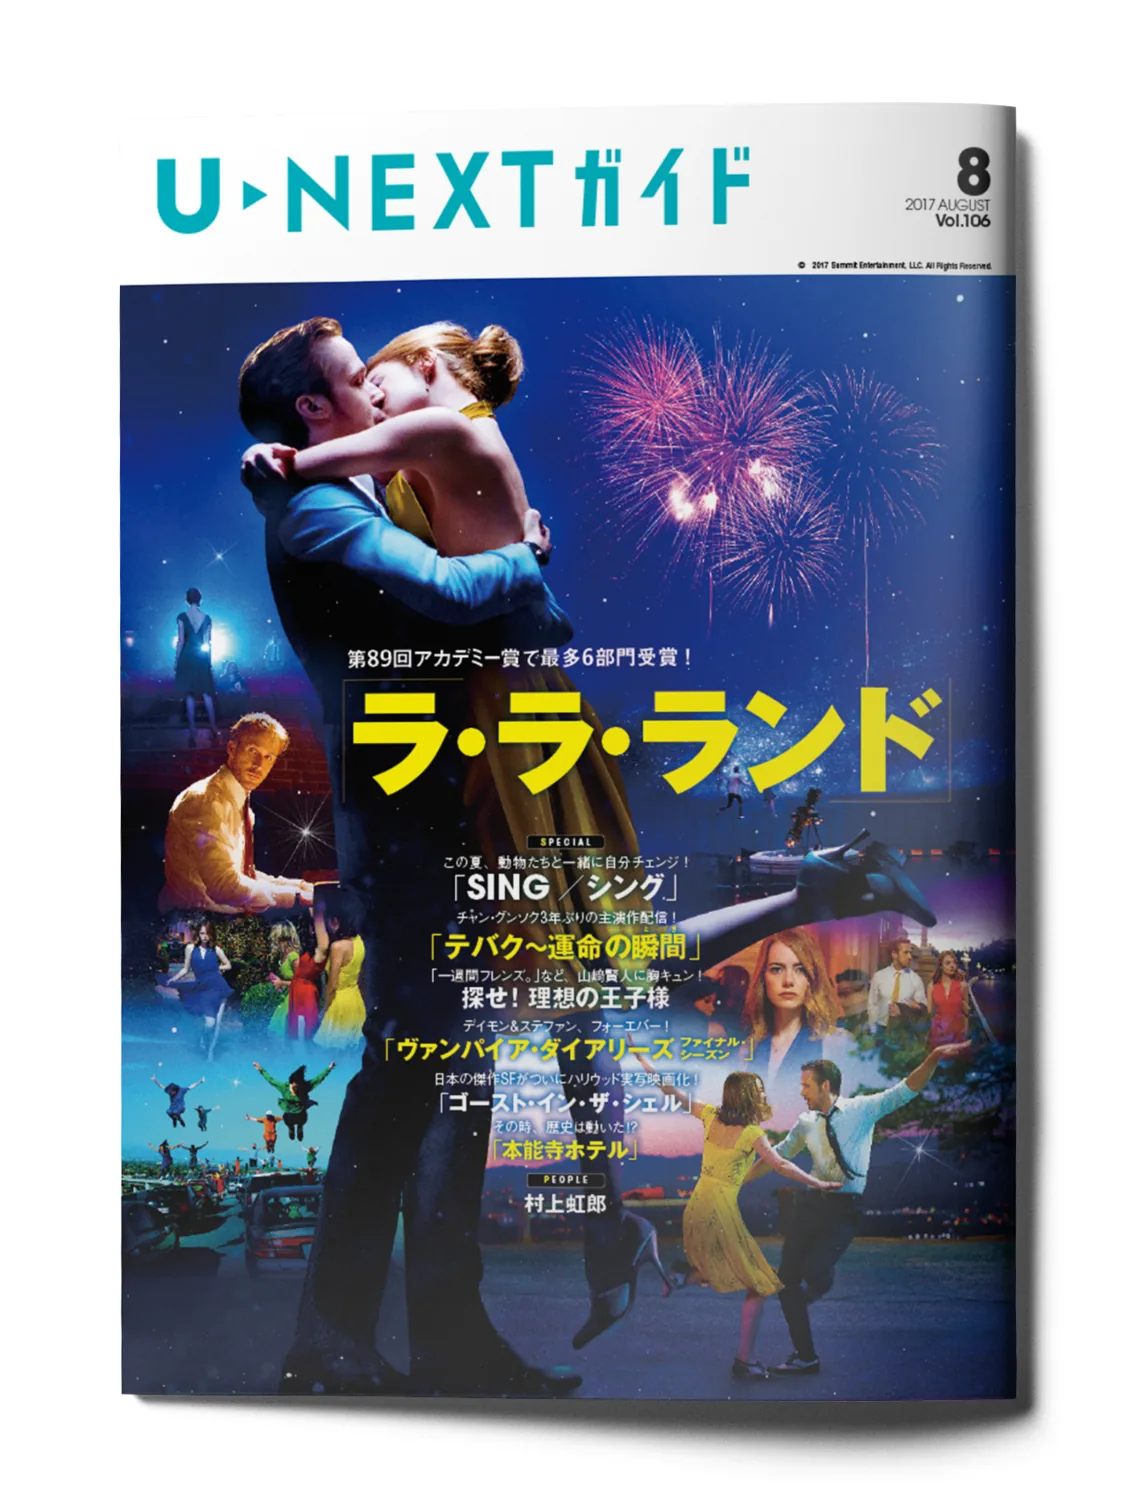 U▶NEXTガイド
8
2017 AUGUST
Vol.106
© 2017 Summit Entertainment, LLC. All Rights Reserved.
第89回アカデミー賞で最多6部門受賞！
「ラ・ラ・ランド」
SPECIAL
この夏、動物たちと一緒に自分チェンジ！
「SING／シング」
チャン・グンソク3年ぶりの主演作配信！
「テバク～運命の瞬間」
「一週間フレンズ。」など、山﨑賢人に胸キュン！
探せ！理想の王子様
デイモン&ステファン、フォーエバー！
「ヴァンパイア・ダイアリーズ ファイナル・シーズン」
日本の傑作SFがついにハリウッド実写映画化！
「ゴースト・イン・ザ・シェル」
その時、歴史は動いた!?
「本能寺ホテル」
PEOPLE
村上虹郎